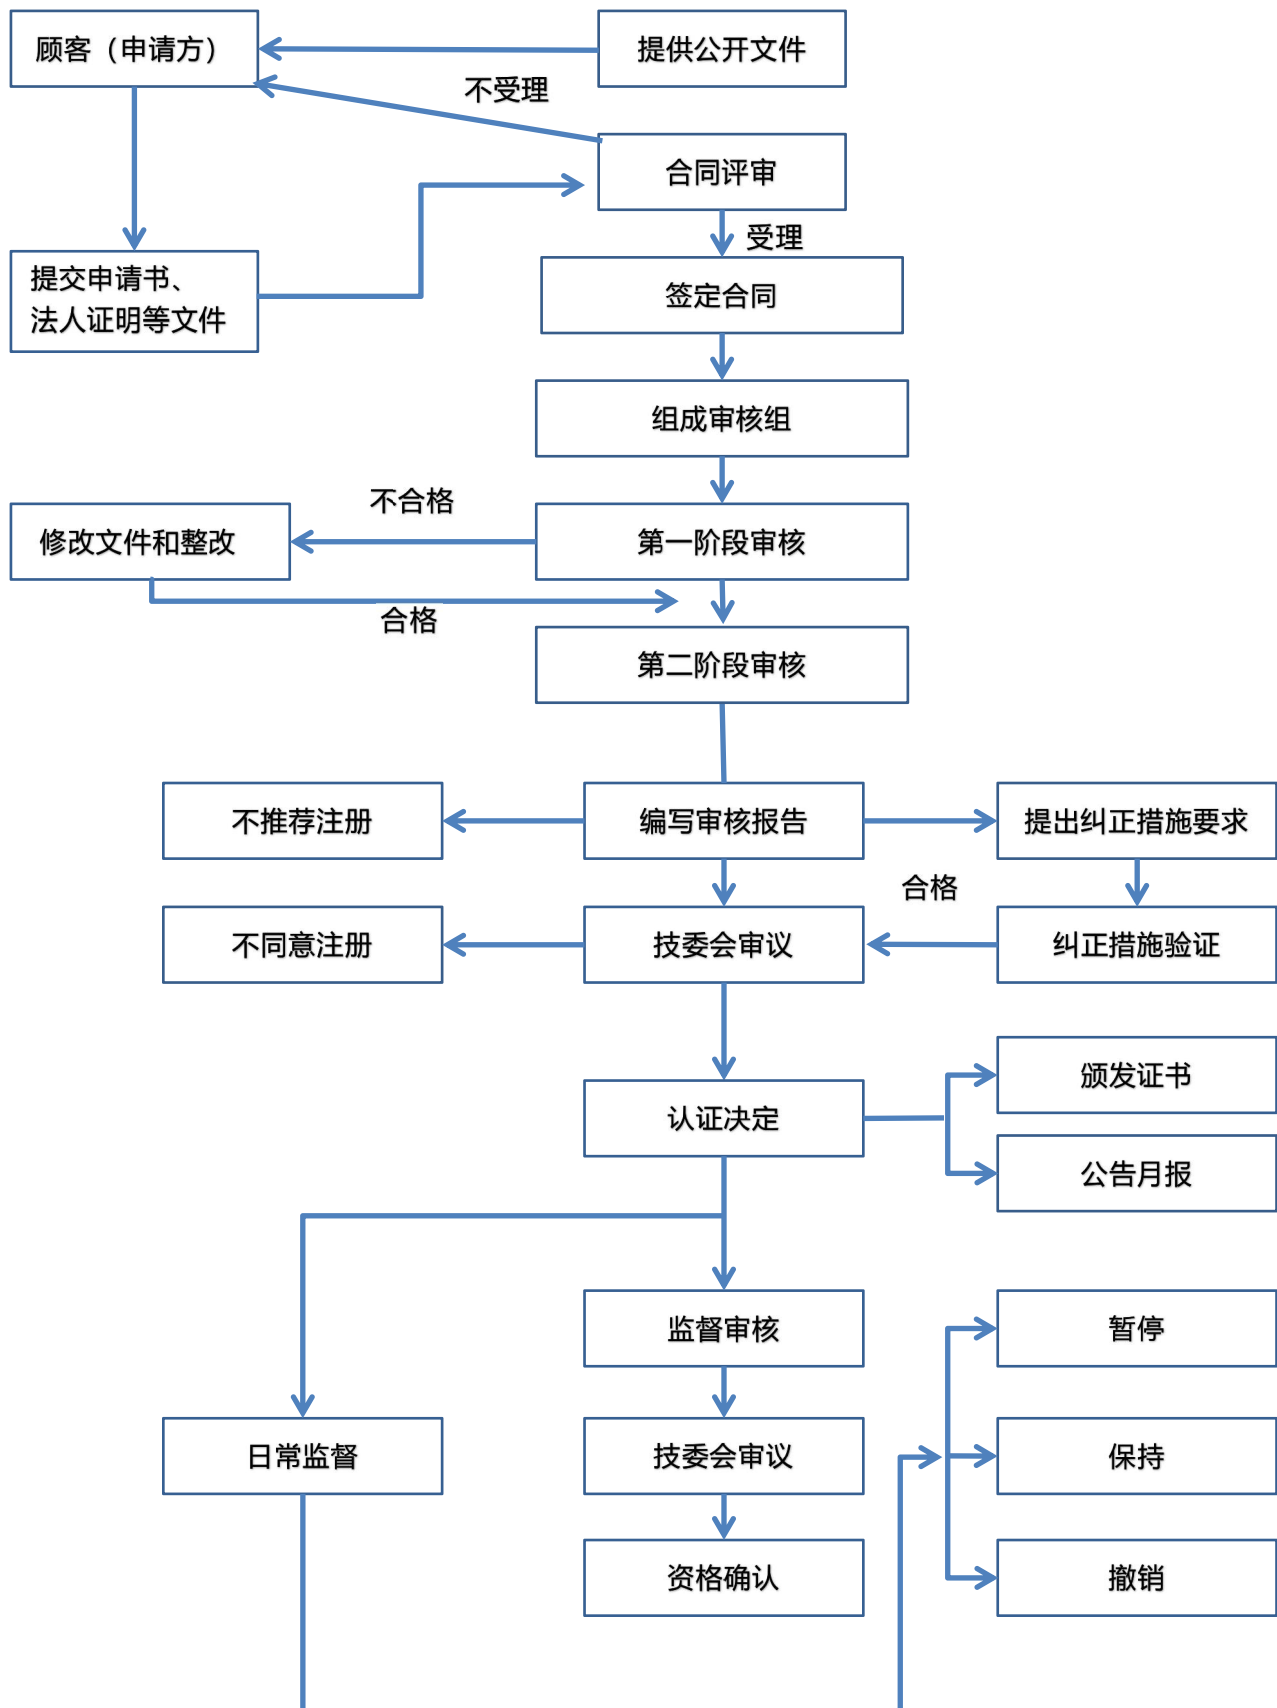 顾客（申请方）
提供公开文件
不受理
合同评审
受理
提交申请书、
法人证明等文件
签定合同
组成审核组
不合格
修改文件和整改
第一阶段审核
合格
第二阶段审核
不推荐注册
编写审核报告
提出纠正措施要求
合格
不同意注册
技委会审议
纠正措施验证
颁发证书
认证决定
公告月报
监督审核
暂停
日常监督
技委会审议
保持
资格确认
撤销